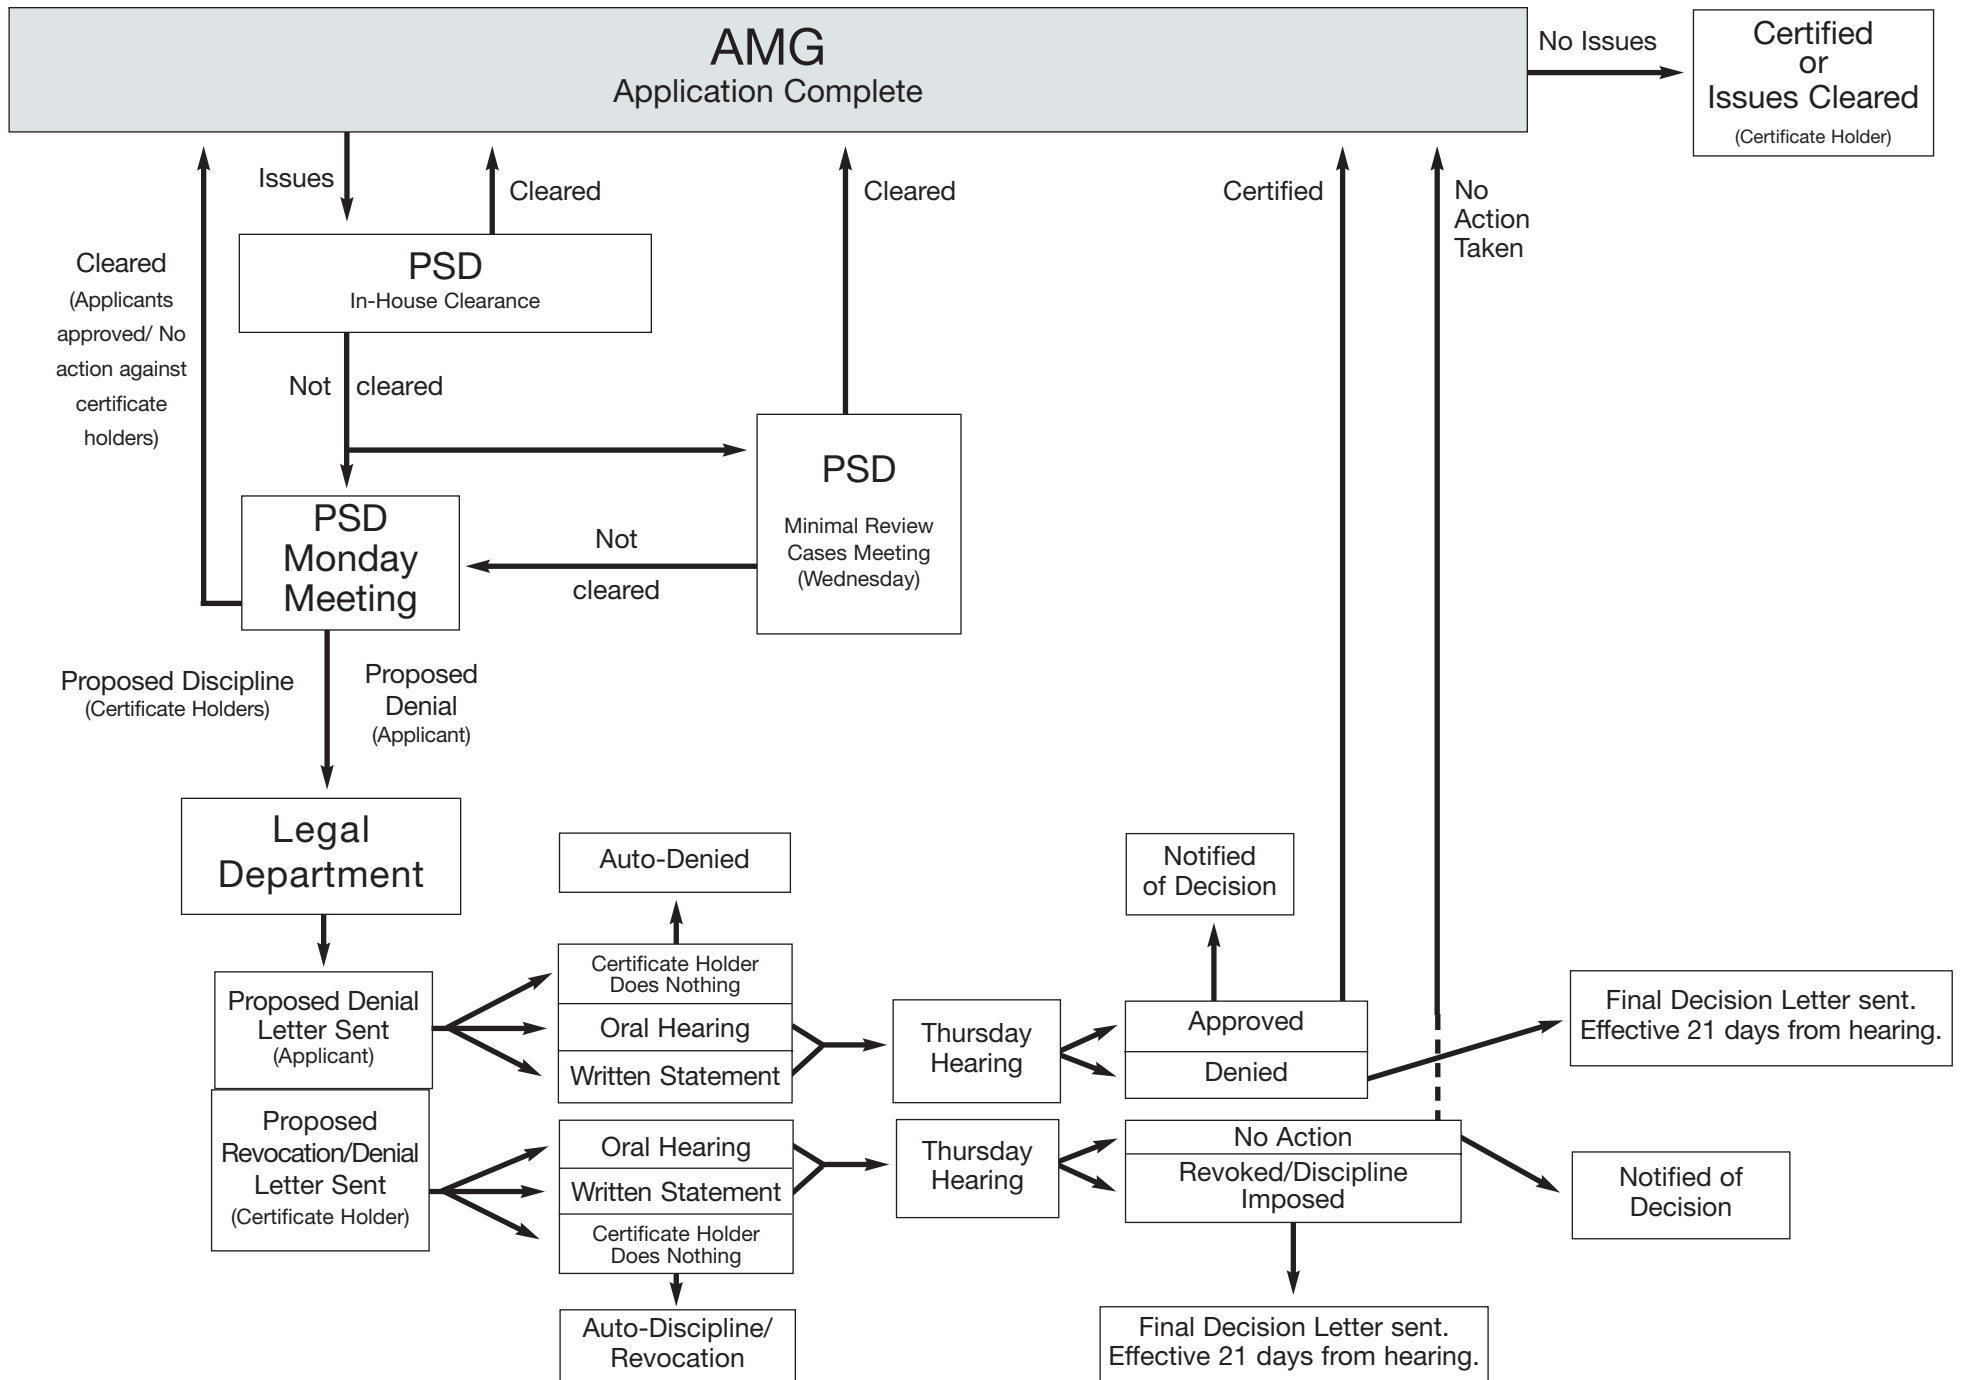 AMG
Application Complete
No Issues
Certified
or
Issues Cleared
(Certificate Holder)
Issues
Cleared
Cleared
Certified
No
Action
Taken
Cleared
(Applicants
approved/ No
action against
certificate
holders)
PSD
In-House Clearance
Not cleared
PSD
Minimal Review
Cases Meeting
(Wednesday)
PSD
Monday
Meeting
Not
cleared
Proposed Discipline
(Certificate Holders)
Proposed
Denial
(Applicant)
Legal
Department
Auto-Denied
Notified
of Decision
Proposed Denial
Letter Sent
(Applicant)
Certificate Holder
Does Nothing
Oral Hearing
Written Statement
Thursday
Hearing
Approved
Denied
Final Decision Letter sent.
Effective 21 days from hearing.
Proposed
Revocation/Denial
Letter Sent
(Certificate Holder)
Oral Hearing
Written Statement
Certificate Holder
Does Nothing
Thursday
Hearing
No Action
Revoked/Discipline
Imposed
Notified of
Decision
Auto-Discipline/
Revocation
Final Decision Letter sent.
Effective 21 days from hearing.